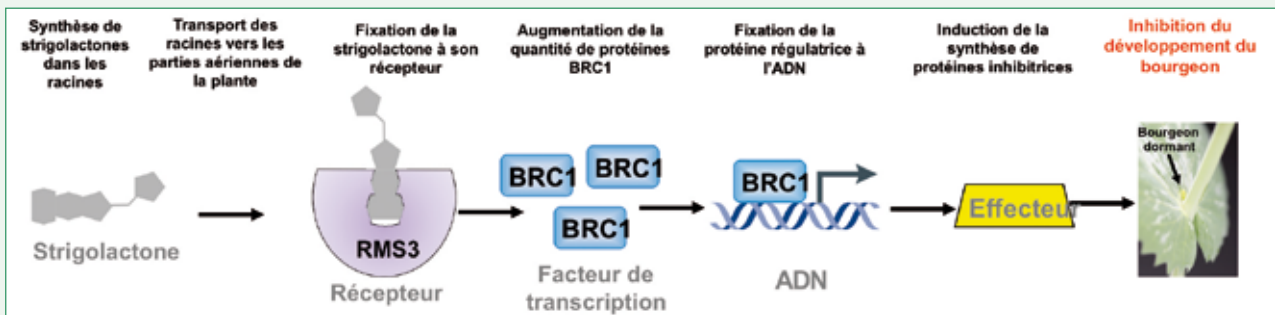 Synthèse de
strigolactones
dans les
racines
Transport des
racines vers les
parties aériennes de
la plante
Fixation de la
strigolactone à son
récepteur
Augmentation de la
quantité de protéines
BRC1
Fixation de la
protéine régulatrice à
l'ADN
Induction de la
synthèse de
protéines inhibitrices
Inhibition du
développement du
bourgeon
Strigolactone
RMS3
Récepteur
BRC1
BRC1
BRC1
Facteur de
transcription
BRC1
ADN
Effecteur
Bourgeon
dormant